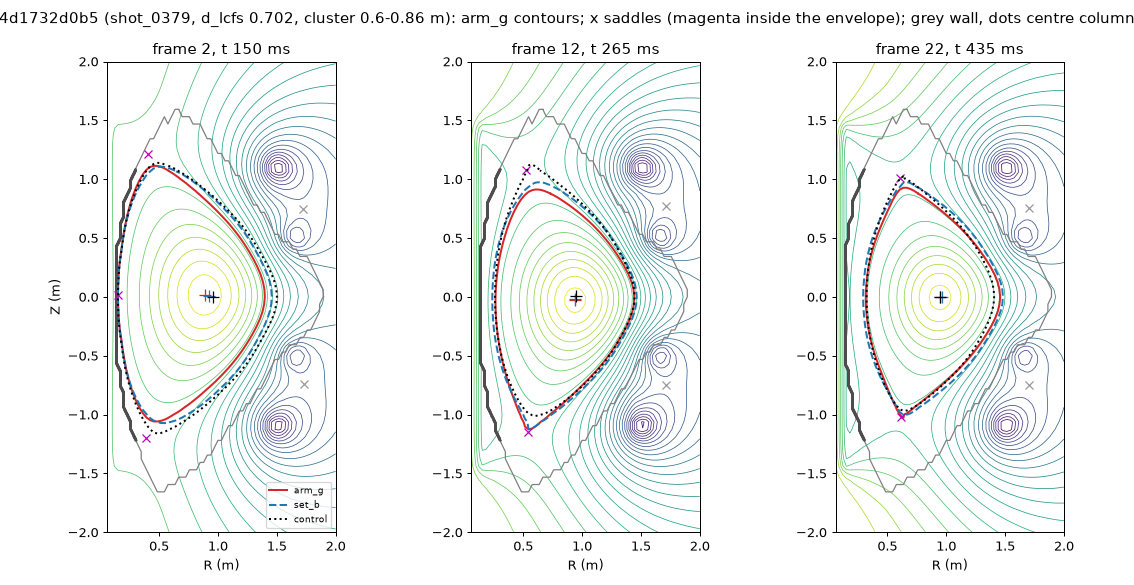 4d1732d0b5 (shot_0379, d_lcfs 0.702, cluster 0.6-0.86 m): arm_g contours; x saddles (magenta inside the envelope); grey wall, dots centre column
frame 2, t 150 ms
frame 12, t 265 ms
frame 22, t 435 ms
2.0
1.5
1.0
0.5
0.0
−0.5
−1.0
−1.5
−2.0
Z (m)
0.5 1.0 1.5 2.0
R (m)
arm_g
set_b
control
2.0
1.5
1.0
0.5
0.0
−0.5
−1.0
−1.5
−2.0
0.5 1.0 1.5 2.0
R (m)
2.0
1.5
1.0
0.5
0.0
−0.5
−1.0
−1.5
−2.0
0.5 1.0 1.5 2.0
R (m)